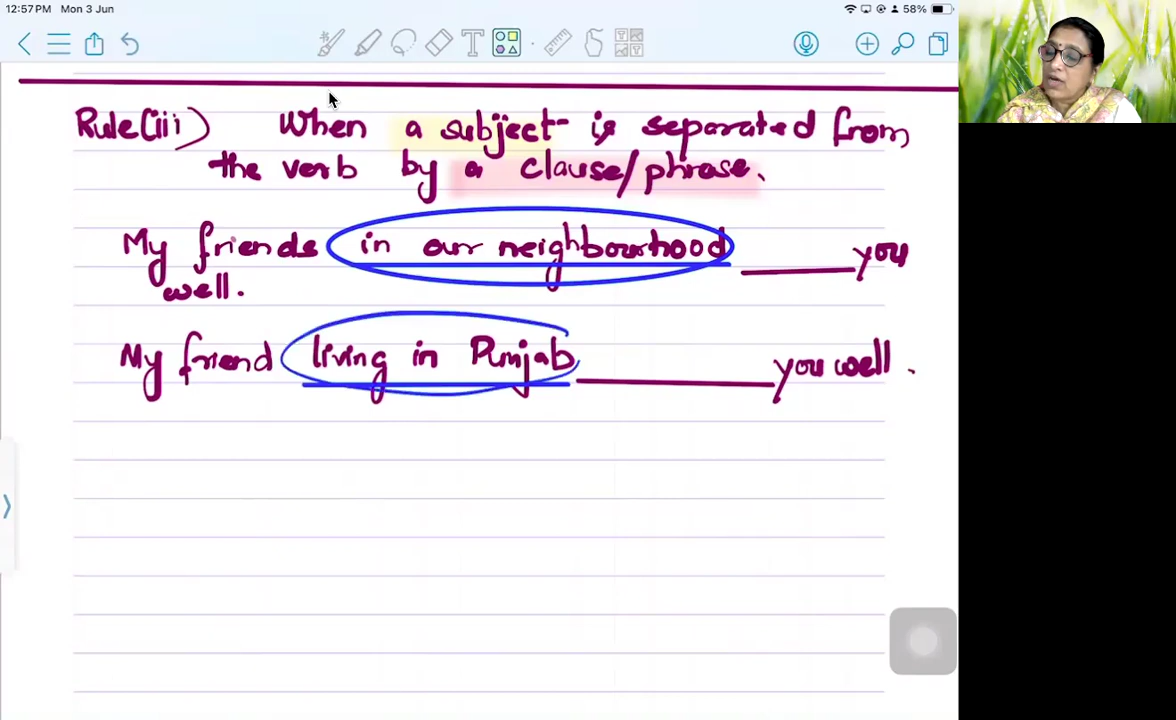 12:57 PM Mon 3 Jun 58%
Rule(ii) When a subject is separated from
the verb by a clause/phrase.
My friends in our neighbourhood ______ you
well.
My friend living in Punjab ______ you well.